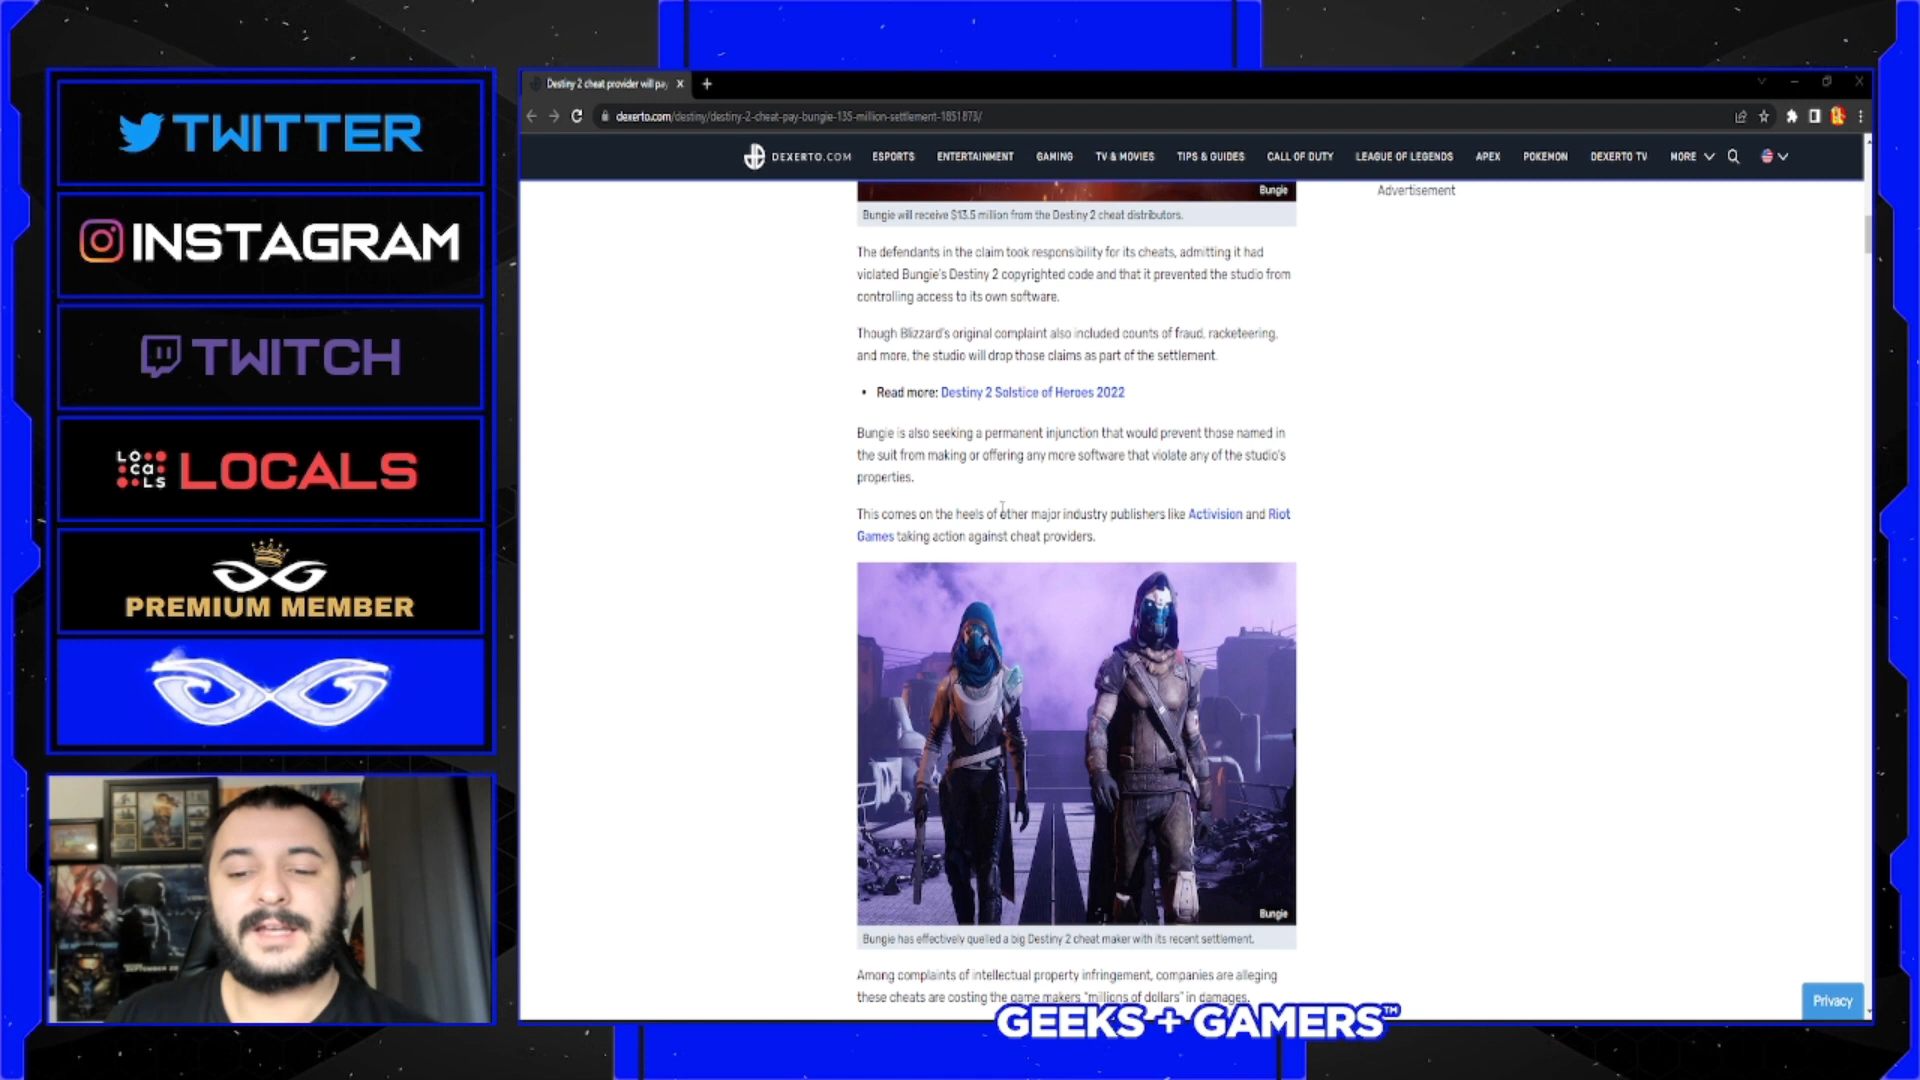 TWITTER
INSTAGRAM
TWITCH
LOCALS
LOCALS
PREMIUM MEMBER
Destiny 2 cheat provider will pay
dexerto.com/destiny/destiny-2-cheat-pay-bungie-135-million-settlement-1851873/
DEXERTO.COM ESPORTS ENTERTAINMENT GAMING TV & MOVIES TIPS & GUIDES CALL OF DUTY LEAGUE OF LEGENDS APEX POKEMON DEXERTO TV MORE
Bungie
Advertisement
Bungie will receive $13.5 million from the Destiny 2 cheat distributors.
The defendants in the claim took responsibility for its cheats, admitting it had
violated Bungie's Destiny 2 copyrighted code and that it prevented the studio from
controlling access to its own software.
Though Blizzard's original complaint also included counts of fraud, racketeering,
and more, the studio will drop those claims as part of the settlement.
• Read more: Destiny 2 Solstice of Heroes 2022
Bungie is also seeking a permanent injunction that would prevent those named in
the suit from making or offering any more software that violate any of the studio's
properties.
This comes on the heels of other major industry publishers like Activision and Riot
Games taking action against cheat providers.
Bungie
Bungie has effectively quelled a big Destiny 2 cheat maker with its recent settlement.
Among complaints of intellectual property infringement, companies are alleging
these cheats are costing the game makers "millions of dollars" in damages.
Privacy
GEEKS + GAMERS™